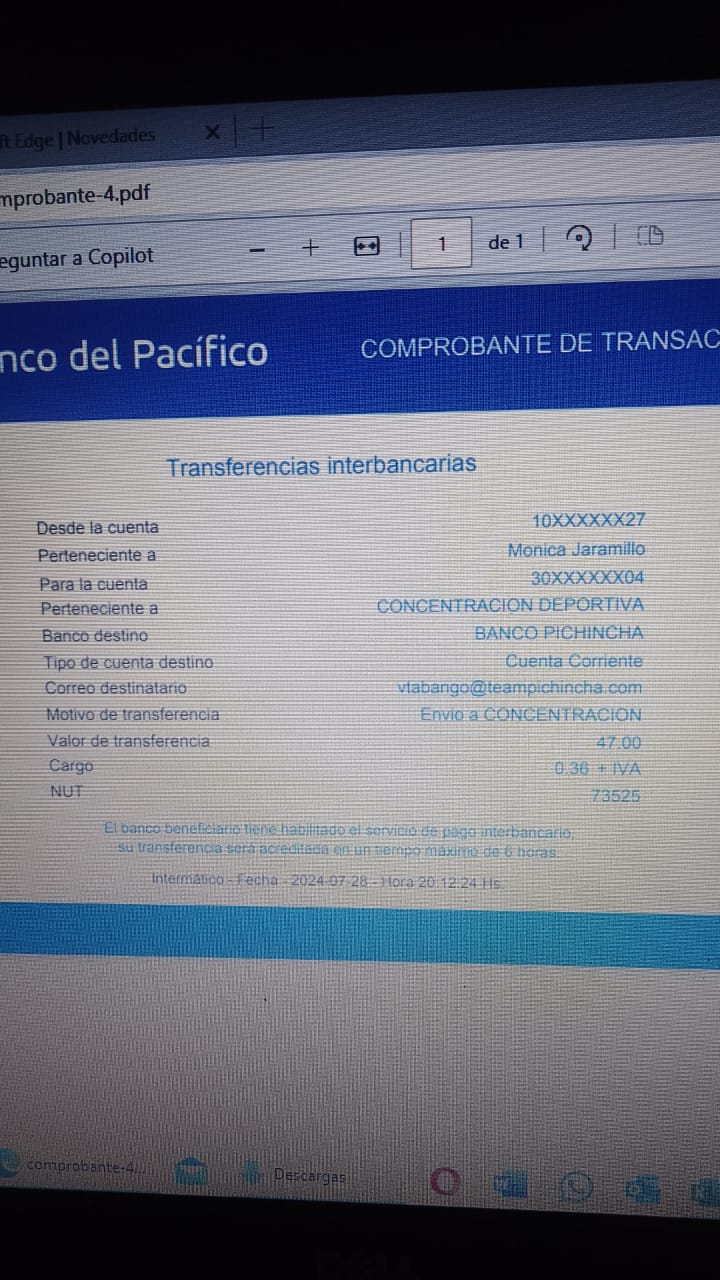 ft Edge | Novedades
mprobante-4.pdf
eguntar a Copilot
1 de 1
nco del Pacífico
COMPROBANTE DE TRANSAC
Transferencias interbancarias
Desde la cuenta 10XXXXXX27
Perteneciente a Monica Jaramillo
Para la cuenta 30XXXXXX04
Perteneciente a CONCENTRACION DEPORTIVA
Banco destino BANCO PICHINCHA
Tipo de cuenta destino Cuenta Corriente
Correo destinatario vtabango@teampichincha.com
Motivo de transferencia Envio a CONCENTRACION
Valor de transferencia 47.00
Cargo 0.36 + IVA
NUT 73525
El banco beneficiario tiene habilitado el servicio de pago interbancario,
su transferencia será acreditada en un tiempo máximo de 6 horas.
Intermático - Fecha - 2024-07-28 - Hora 20:12:24 Hs.
comprobante-4...
Descargas